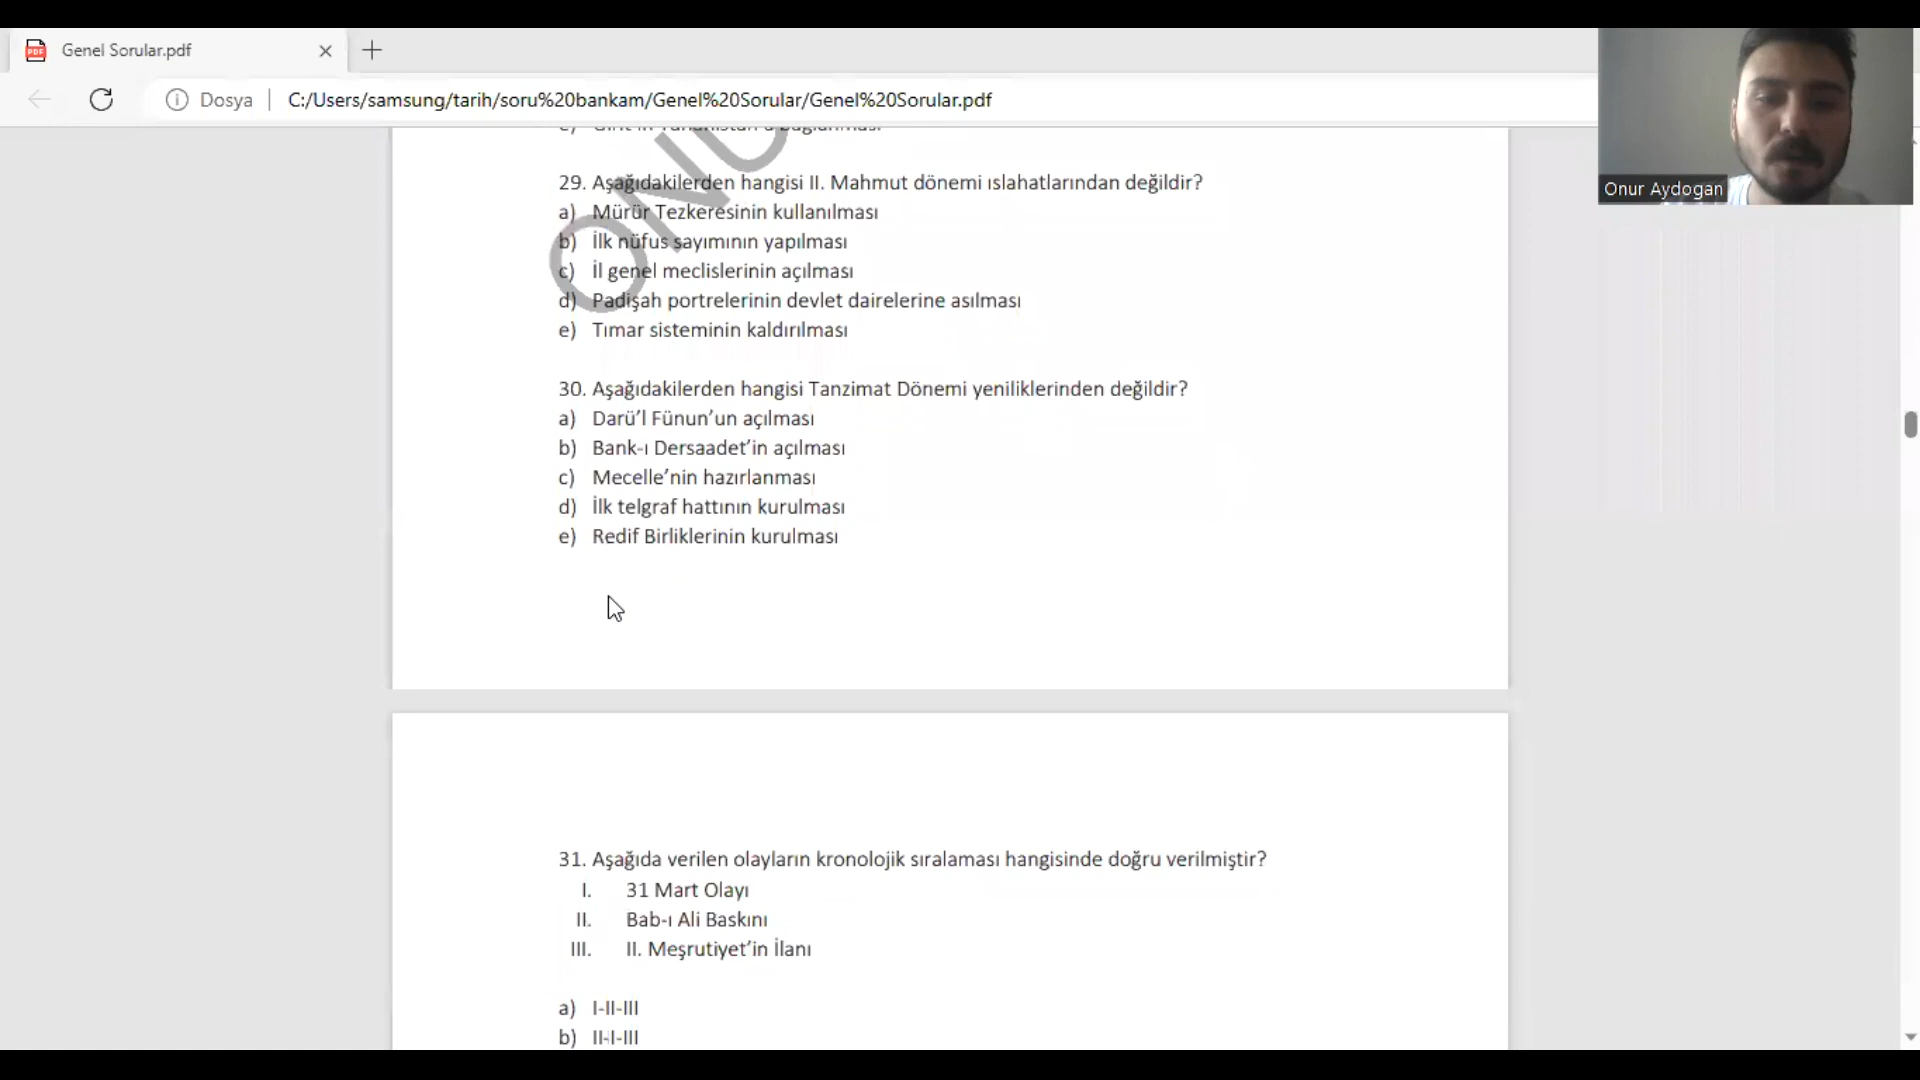 Genel Sorular.pdf
Dosya
C:/Users/samsung/tarih/soru%20bankam/Genel%20Sorular/Genel%20Sorular.pdf
Onur Aydogan
29. Aşağıdakilerden hangisi II. Mahmut dönemi ıslahatlarından değildir?
a) Mürür Tezkeresinin kullanılması
b) İlk nüfus sayımının yapılması
c) İl genel meclislerinin açılması
d) Padişah portrelerinin devlet dairelerine asılması
e) Tımar sisteminin kaldırılması
30. Aşağıdakilerden hangisi Tanzimat Dönemi yeniliklerinden değildir?
a) Darü’l Fünun’un açılması
b) Bank-ı Dersaadet’in açılması
c) Mecelle’nin hazırlanması
d) İlk telgraf hattının kurulması
e) Redif Birliklerinin kurulması
31. Aşağıda verilen olayların kronolojik sıralaması hangisinde doğru verilmiştir?
I. 31 Mart Olayı
II. Bab-ı Ali Baskını
III. II. Meşrutiyet’in İlanı
a) I-II-III
b) II-I-III